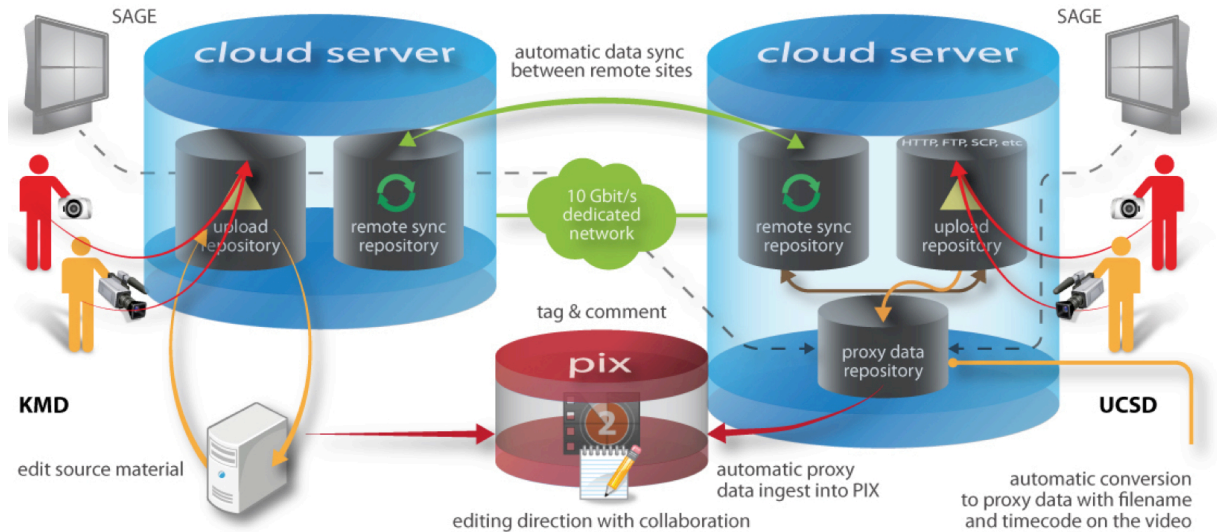 SAGE
cloud server
automatic data sync
between remote sites
cloud server
SAGE
HTTP, FTP, SCP, etc
upload
repository
remote sync
repository
10 Gbit/s
dedicated
network
remote sync
repository
upload
repository
tag & comment
pix
2
proxy data
repository
KMD
UCSD
edit source material
automatic proxy
data ingest into PIX
editing direction with collaboration
automatic conversion
to proxy data with filename
and timecode on the video